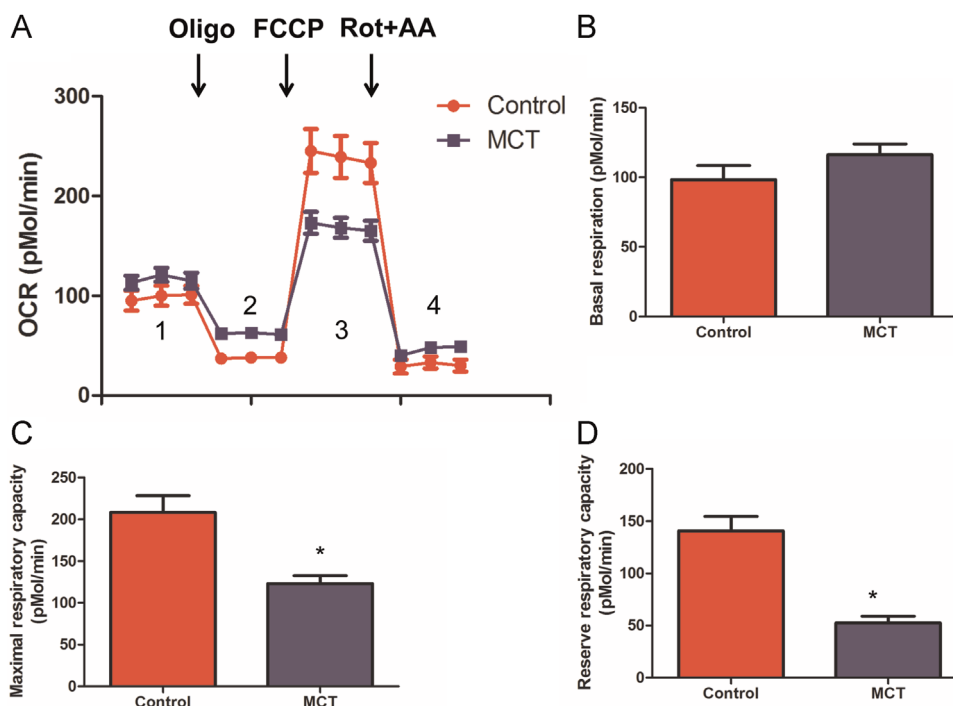 A
Oligo FCCP Rot+AA
OCR (pMol/min)
300
200
100
0
Control
MCT
1
2
3
4
B
Basal respiration (pMol/min)
150
100
50
0
Control MCT
C
Maximal respiratory capacity
(pMol/min)
250
200
150
100
50
0
*
Control MCT
D
Reserve respiratory capacity
(pMol/min)
200
150
100
50
0
*
Control MCT